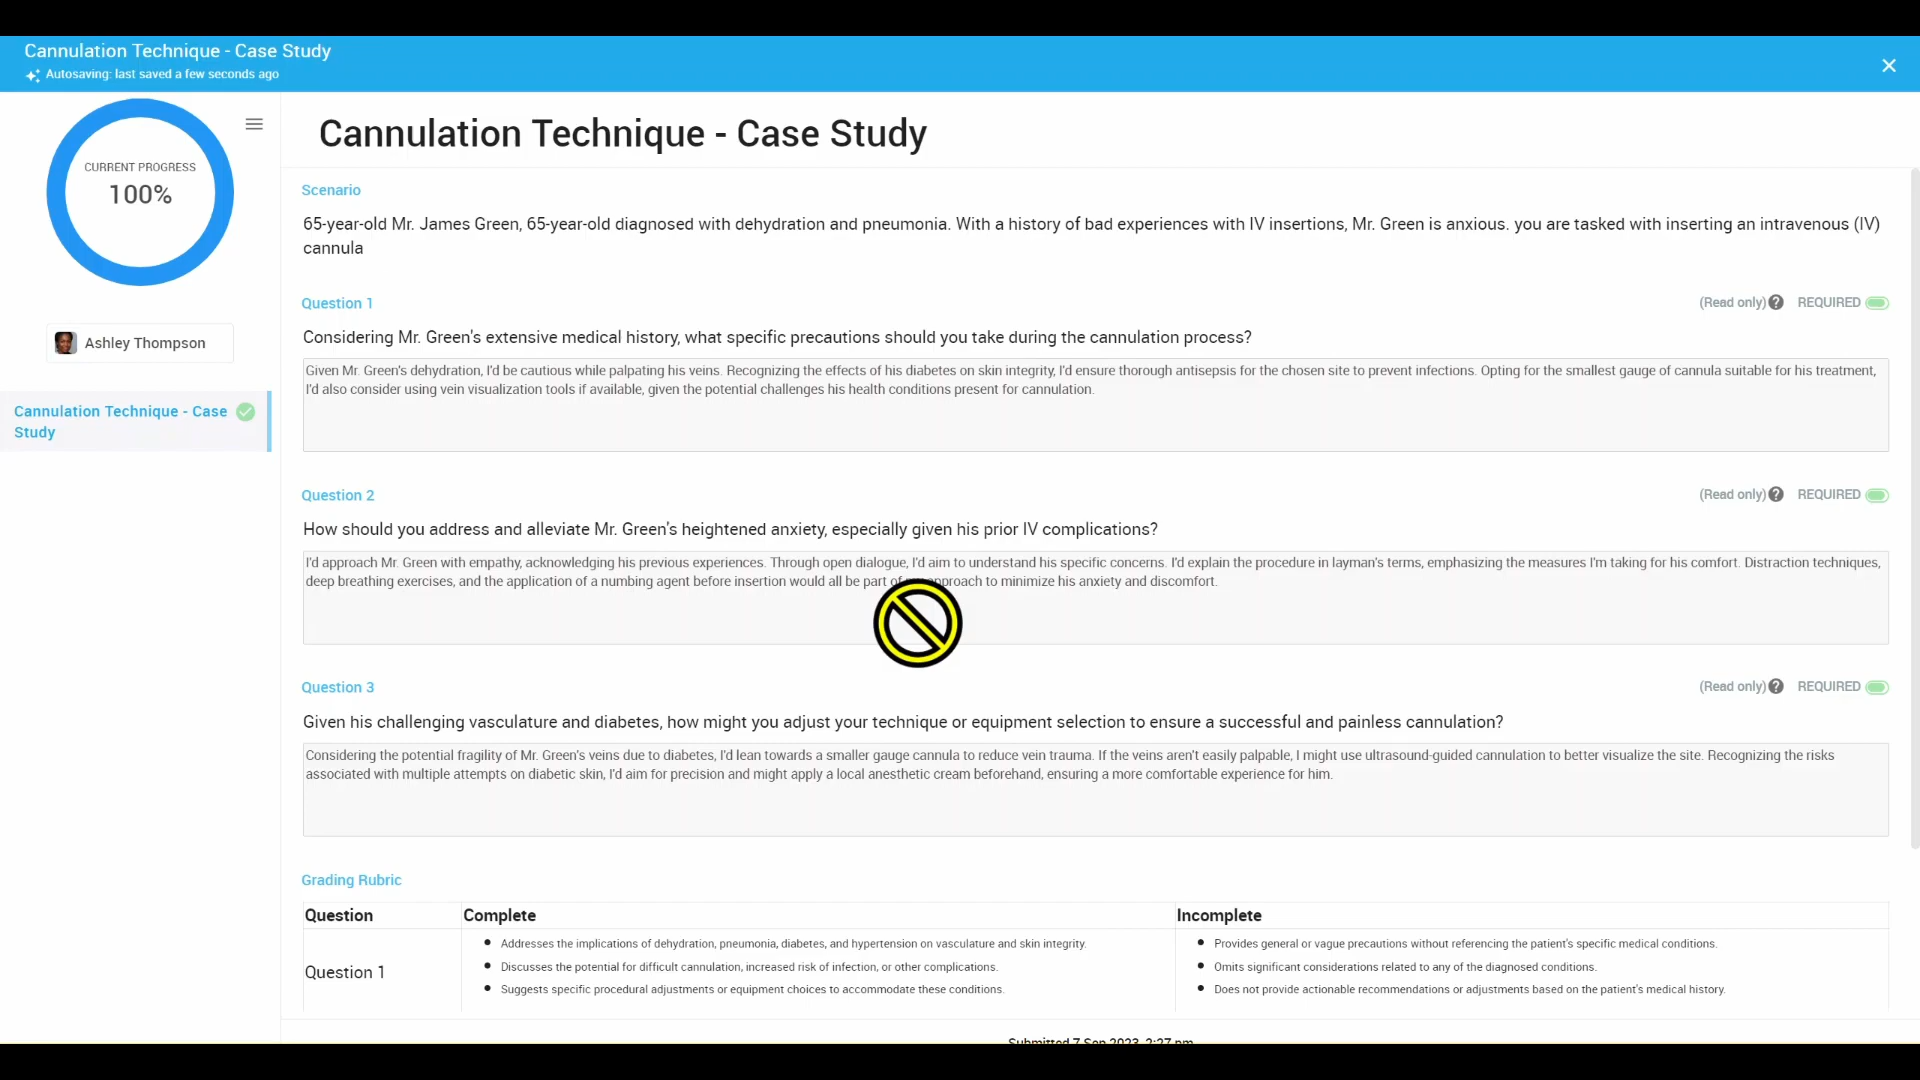 Cannulation Technique - Case Study
Autosaving: last saved a few seconds ago
CURRENT PROGRESS
100%
Ashley Thompson
Cannulation Technique - Case
Study
Cannulation Technique - Case Study
Scenario
65-year-old Mr. James Green, 65-year-old diagnosed with dehydration and pneumonia. With a history of bad experiences with IV insertions, Mr. Green is anxious. you are tasked with inserting an intravenous (IV)
cannula
Question 1
(Read only) ? REQUIRED
Considering Mr. Green's extensive medical history, what specific precautions should you take during the cannulation process?
Given Mr. Green's dehydration, I'd be cautious while palpating his veins. Recognizing the effects of his diabetes on skin integrity, I'd ensure thorough antisepsis for the chosen site to prevent infections. Opting for the smallest gauge of cannula suitable for his treatment,
I'd also consider using vein visualization tools if available, given the potential challenges his health conditions present for cannulation.
Question 2
(Read only) ? REQUIRED
How should you address and alleviate Mr. Green's heightened anxiety, especially given his prior IV complications?
I'd approach Mr. Green with empathy, acknowledging his previous experiences. Through open dialogue, I'd aim to understand his specific concerns. I'd explain the procedure in layman's terms, emphasizing the measures I'm taking for his comfort. Distraction techniques,
deep breathing exercises, and the application of a numbing agent before insertion would all be part of approach to minimize his anxiety and discomfort.
Question 3
(Read only) ? REQUIRED
Given his challenging vasculature and diabetes, how might you adjust your technique or equipment selection to ensure a successful and painless cannulation?
Considering the potential fragility of Mr. Green's veins due to diabetes, I'd lean towards a smaller gauge cannula to reduce vein trauma. If the veins aren't easily palpable, I might use ultrasound-guided cannulation to better visualize the site. Recognizing the risks
associated with multiple attempts on diabetic skin, I'd aim for precision and might apply a local anesthetic cream beforehand, ensuring a more comfortable experience for him.
Grading Rubric
Question Complete Incomplete
Question 1
• Addresses the implications of dehydration, pneumonia, diabetes, and hypertension on vasculature and skin integrity.
• Discusses the potential for difficult cannulation, increased risk of infection, or other complications.
• Suggests specific procedural adjustments or equipment choices to accommodate these conditions.
• Provides general or vague precautions without referencing the patient's specific medical conditions.
• Omits significant considerations related to any of the diagnosed conditions.
• Does not provide actionable recommendations or adjustments based on the patient's medical history.
Submitted 7 Sep 2023, 2:27 pm